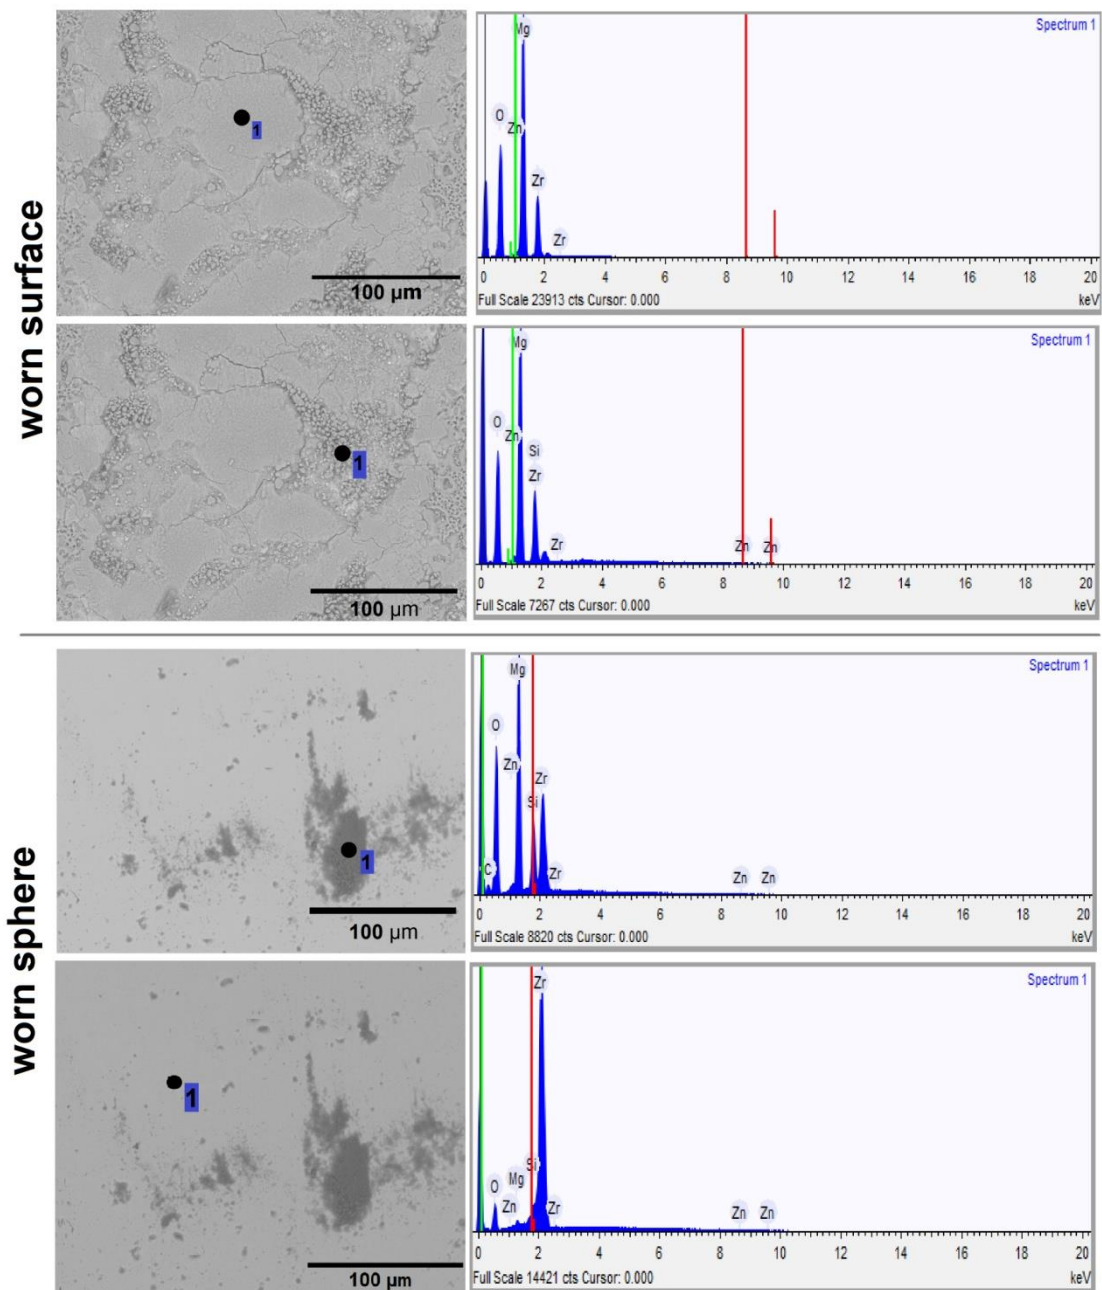 worn surface
1
100 µm
Spectrum 1
Mg
O
Zn
Zr
Zr
0 2 4 6 8 10 12 14 16 18 20
Full Scale 23913 cts Cursor: 0.000 keV
1
100 µm
Spectrum 1
Mg
O
Zn
Si
Zr
Zr
Zn Zn
0 2 4 6 8 10 12 14 16 18 20
Full Scale 7267 cts Cursor: 0.000 keV
worn sphere
1
100 µm
Spectrum 1
Mg
O
Zn
Zr
Si
C
Zr
Zn Zn
0 2 4 6 8 10 12 14 16 18 20
Full Scale 8820 cts Cursor: 0.000 keV
1
100 µm
Spectrum 1
Zr
Si
Mg
O
Zn
Zr
Zn Zn
0 2 4 6 8 10 12 14 16 18 20
Full Scale 14421 cts Cursor: 0.000 keV